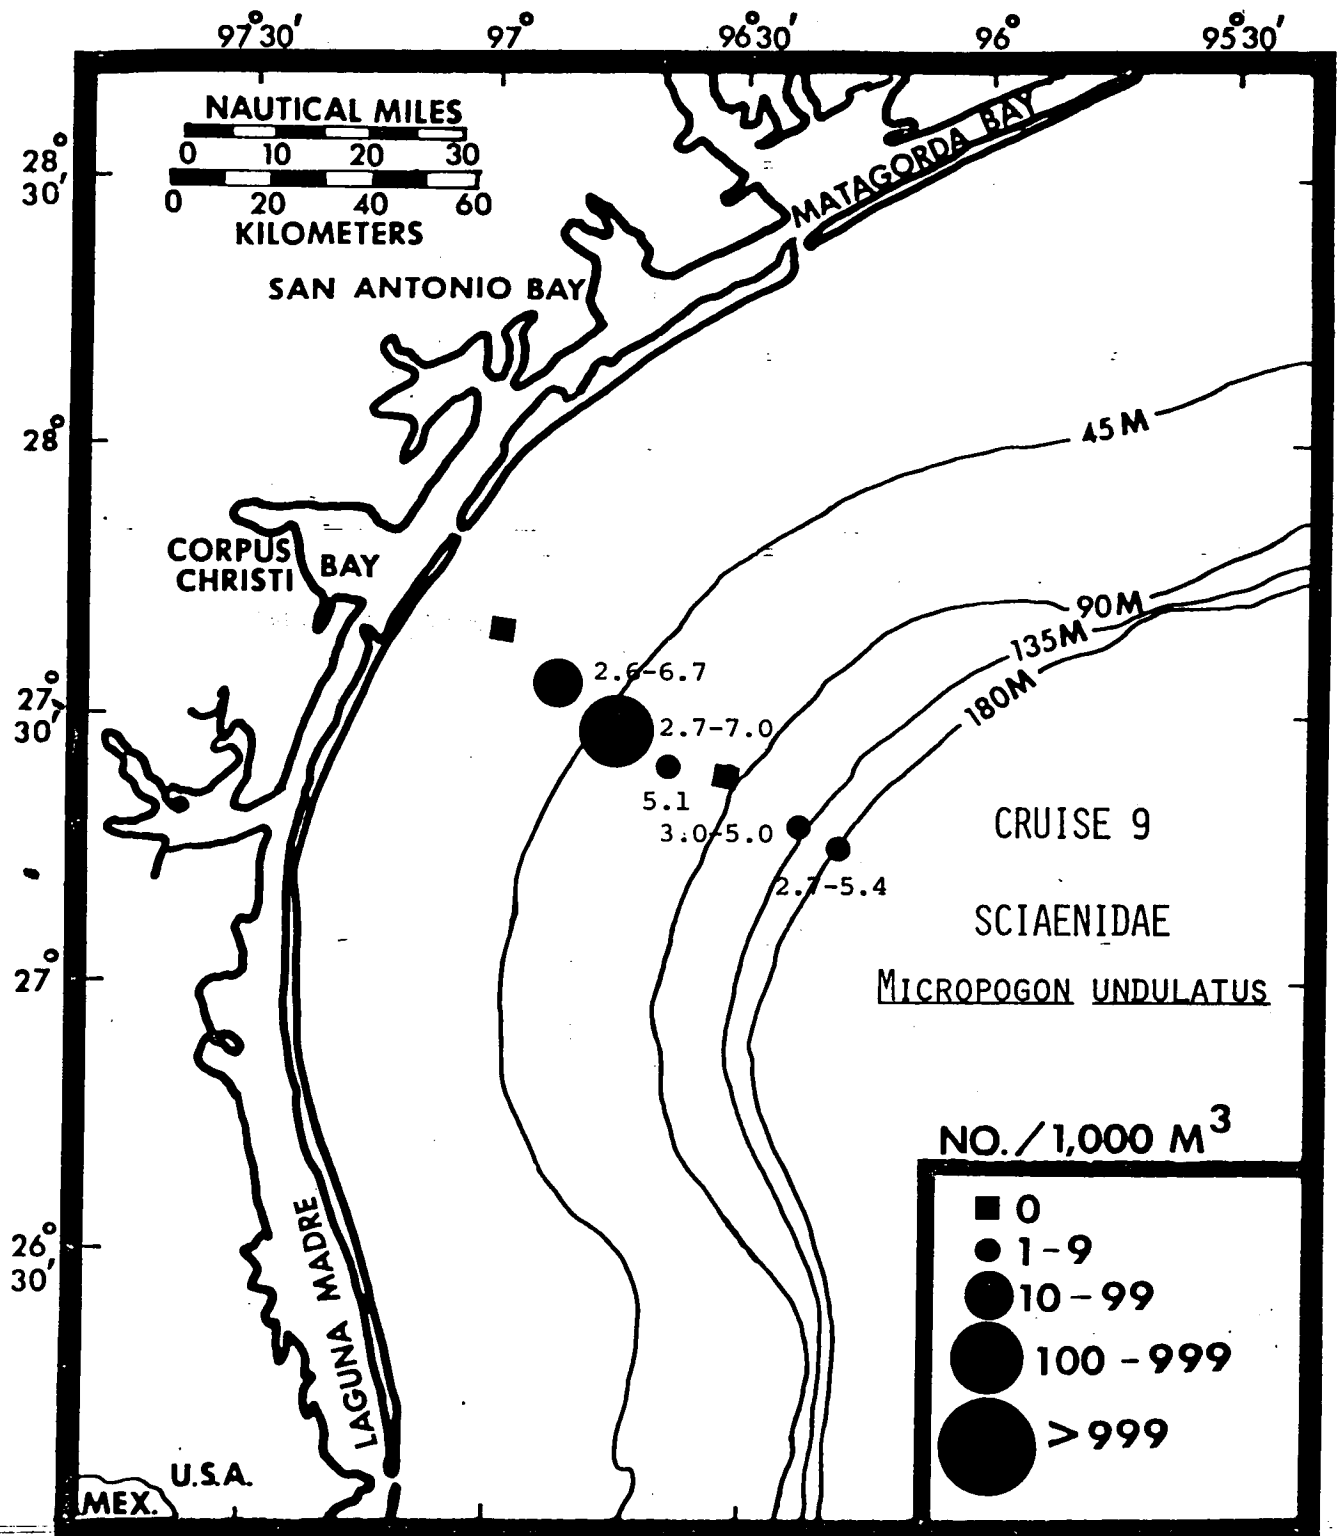 97°30′ 97° 96°30′ 96° 95°30′
NAUTICAL MILES
0 10 20 30
0 20 40 60
KILOMETERS
28°
30′
MATAGORDA BAY
SAN ANTONIO BAY
28°
45M
CORPUS
CHRISTI BAY
90M
135M
180M
27°
30′
2.6-6.7
2.7-7.0
5.1
3.0-5.0
2.7-5.4
CRUISE 9
SCIAENIDAE
27°
MICROPOGON UNDULATUS
NO./1,000 M³
0
1-9
10-99
100-999
>999
26°
30′
LAGUNA MADRE
U.S.A.
MEX.